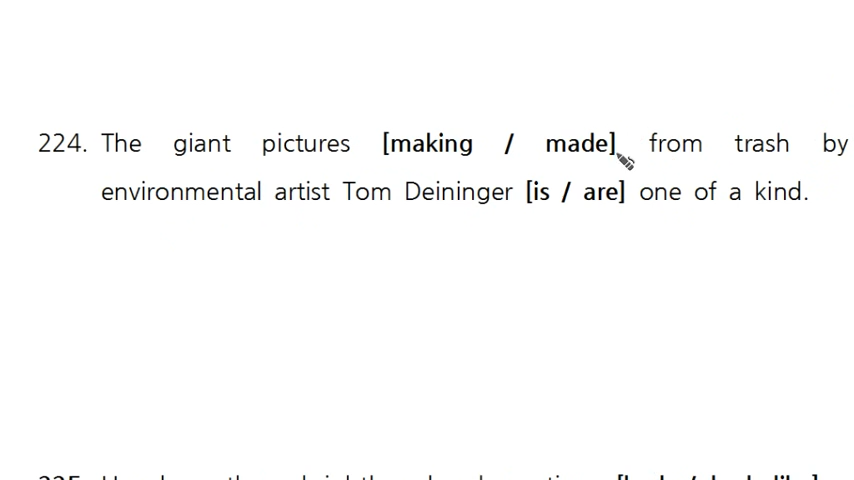 224. The giant pictures [making / made] from trash by
environmental artist Tom Deininger [is / are] one of a kind.